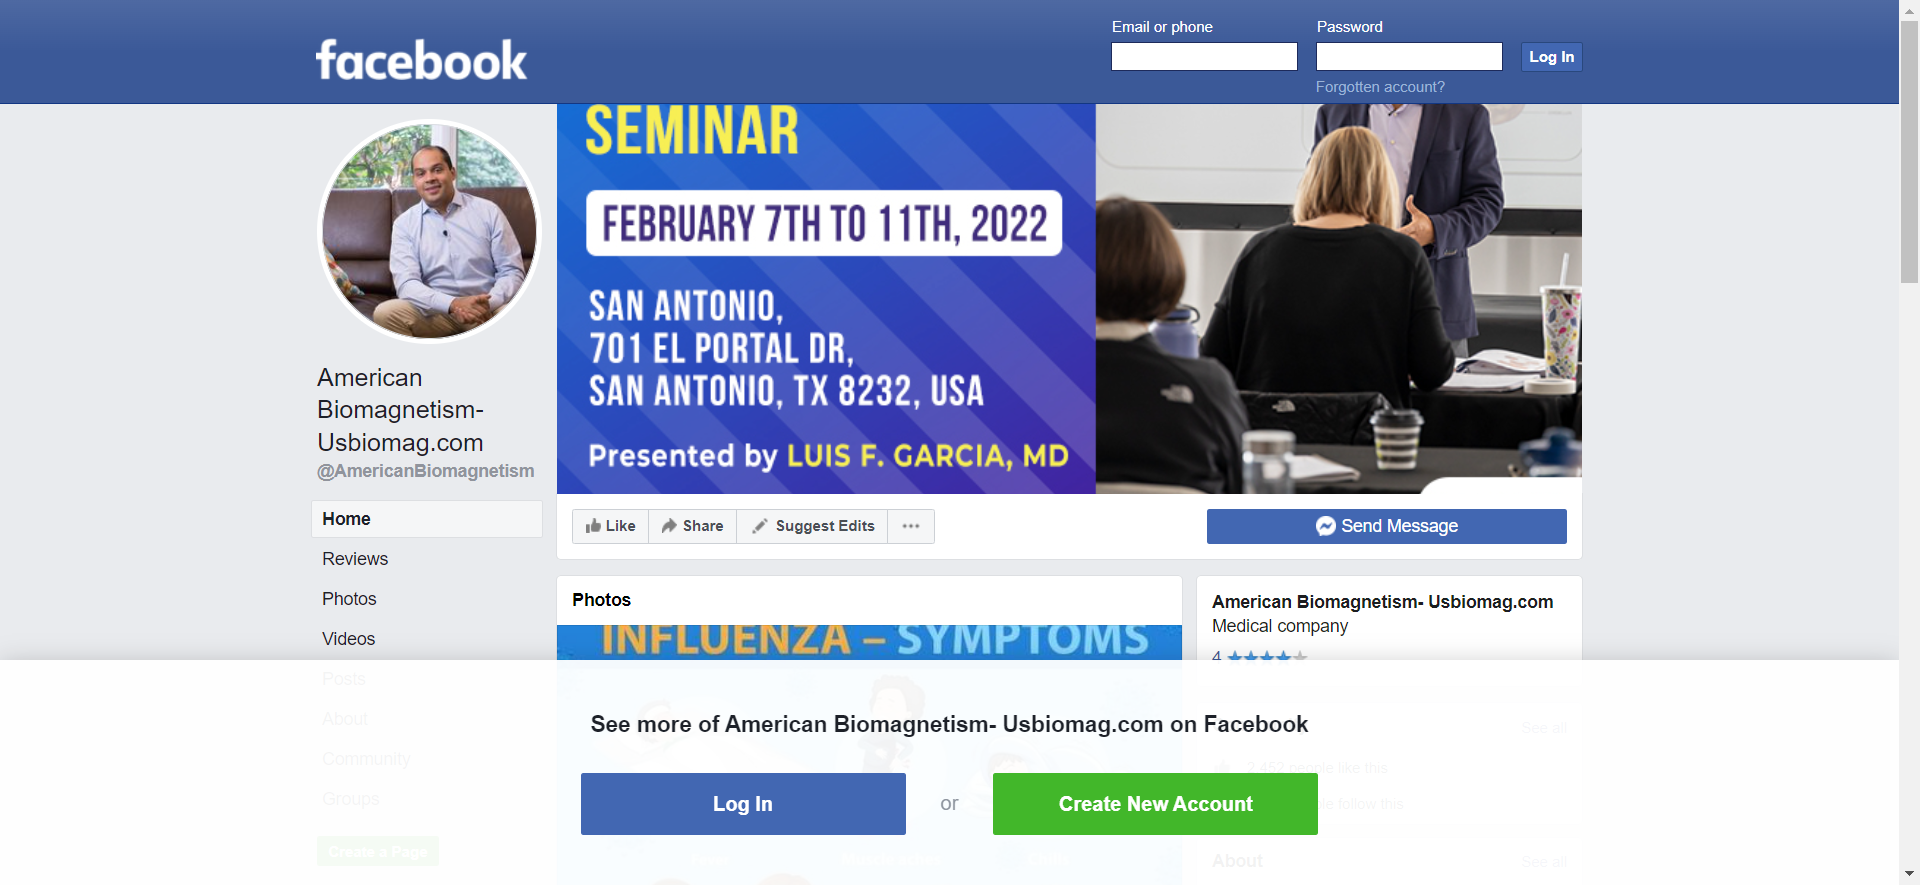 facebook
Email or phone
Password
Log In
Forgotten account?
SEMINAR
FEBRUARY 7TH TO 11TH, 2022
SAN ANTONIO,
701 EL PORTAL DR,
SAN ANTONIO, TX 8232, USA
Presented by LUIS F. GARCIA, MD
American
Biomagnetism-
Usbiomag.com
@AmericanBiomagnetism
Home
Reviews
Photos
Videos
Posts
About
Community
Groups
Create a Page
Like
Share
Suggest Edits
Send Message
Photos
INFLUENZA – SYMPTOMS
American Biomagnetism- Usbiomag.com
Medical company
4
See all
2,452 people like this
le follow this
About
See all
See more of American Biomagnetism- Usbiomag.com on Facebook
Log In
or
Create New Account